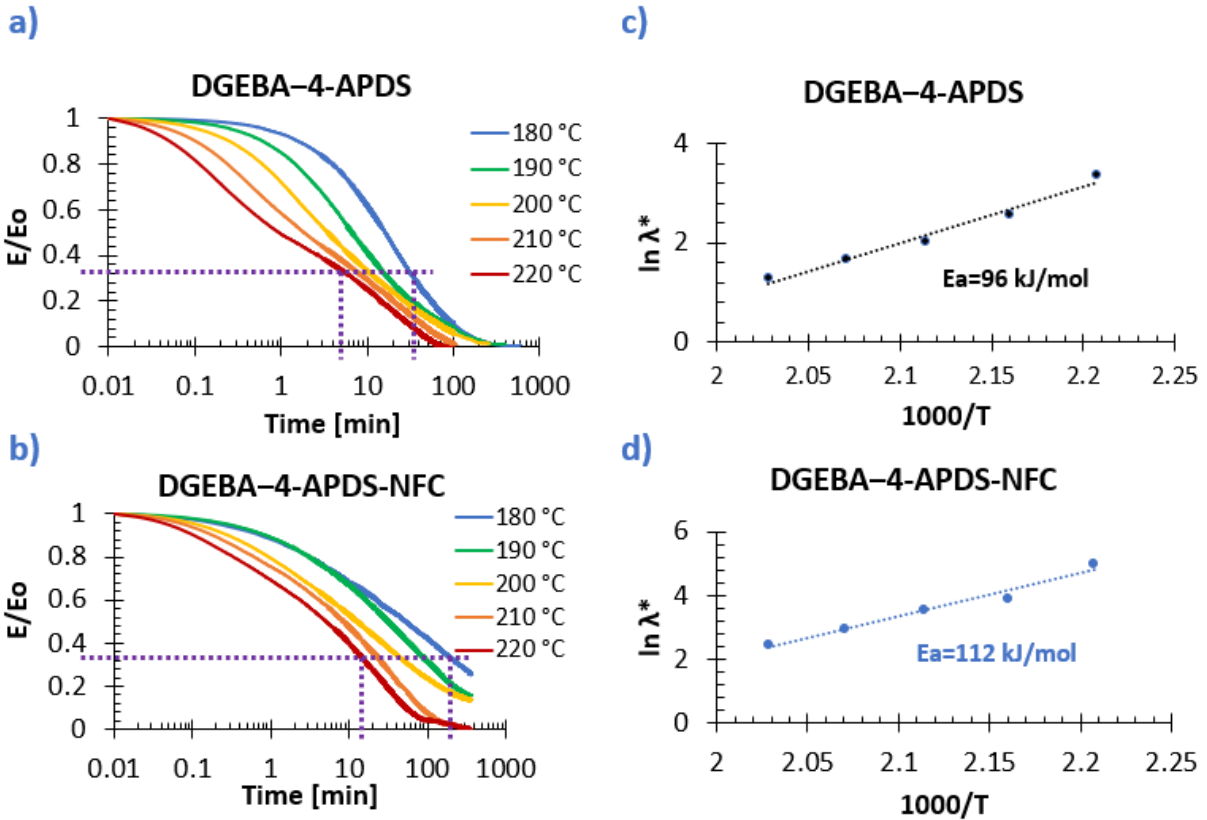 a)
DGEBA–4-APDS
E/Eo
1
0.8
0.6
0.4
0.2
0
0.01
0.1
1
10
100
1000
Time [min]
180 °C
190 °C
200 °C
210 °C
220 °C
c)
DGEBA–4-APDS
ln λ*
4
2
0
2
2.05
2.1
2.15
2.2
2.25
1000/T
Ea=96 kJ/mol
b)
DGEBA–4-APDS-NFC
E/Eo
1
0.8
0.6
0.4
0.2
0
0.01
0.1
1
10
100
1000
Time [min]
180 °C
190 °C
200 °C
210 °C
220 °C
d)
DGEBA–4-APDS-NFC
ln λ*
6
4
2
0
2
2.05
2.1
2.15
2.2
2.25
1000/T
Ea=112 kJ/mol